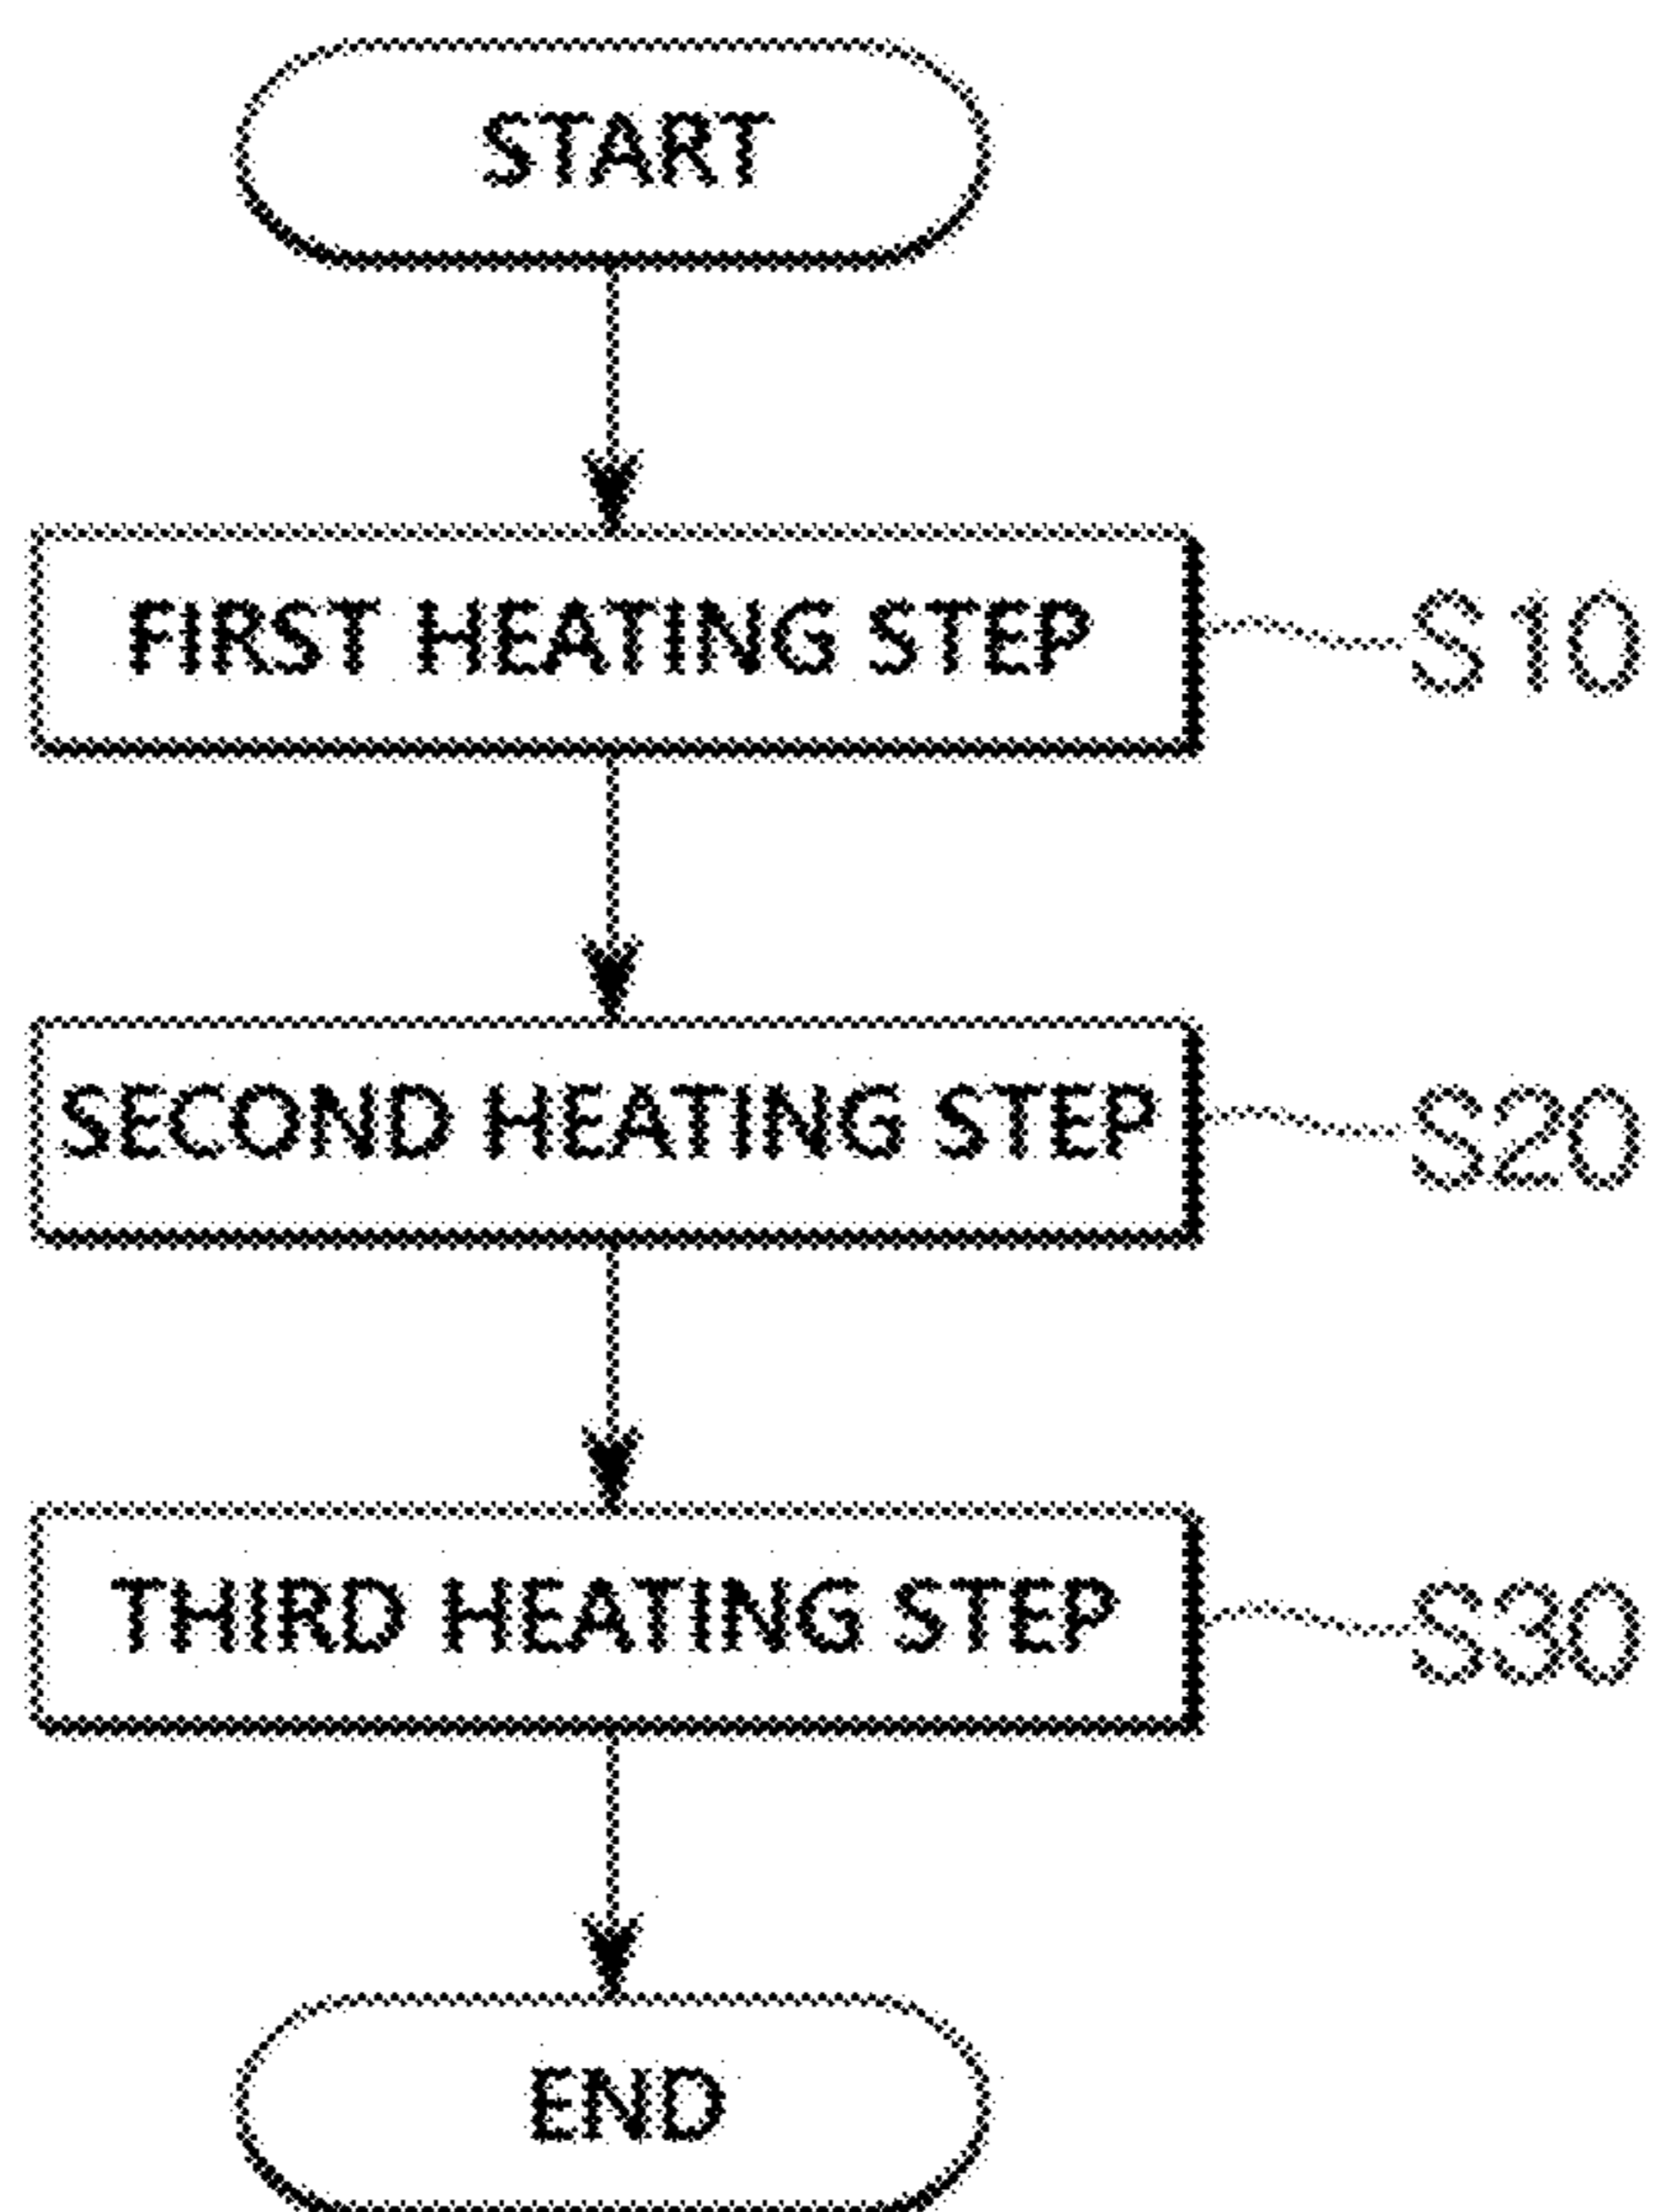 START
FIRST HEATING STEP
S10
SECOND HEATING STEP
S20
THIRD HEATING STEP
S30
END